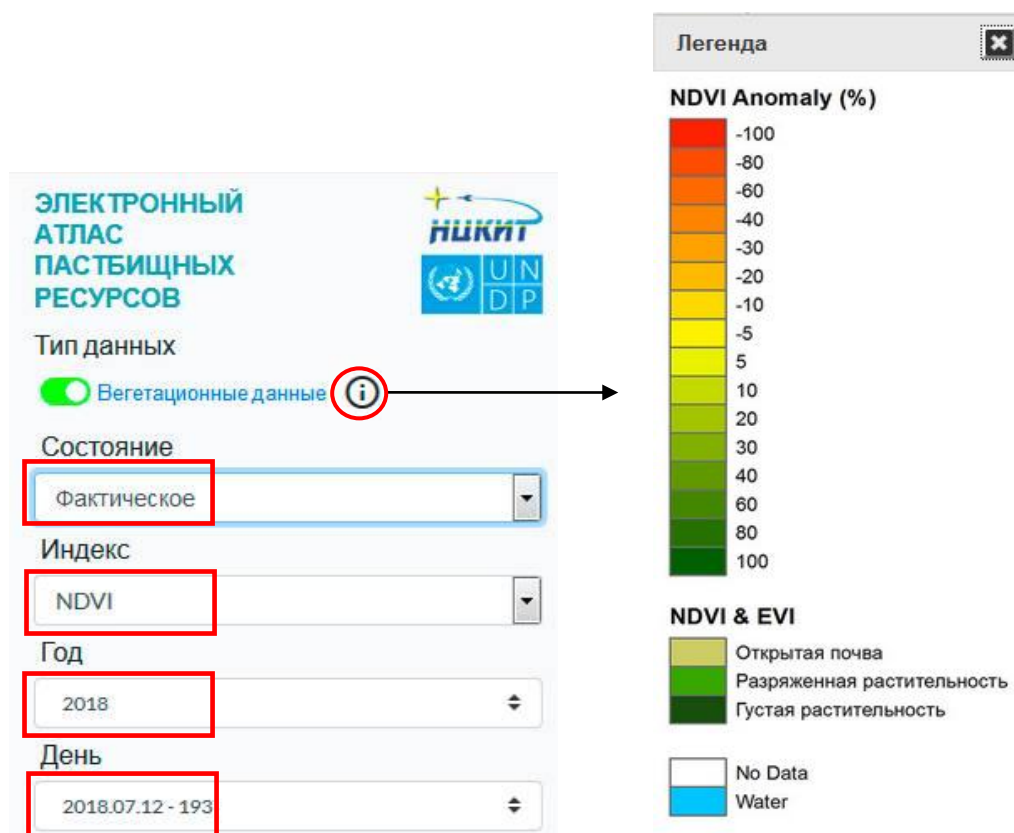 ЭЛЕКТРОННЫЙ
АТЛАС
ПАСТБИЩНЫХ
РЕСУРСОВ
НИКИТ
U N
D P
Тип данных
Вегетационные данные
Состояние
Фактическое
Индекс
NDVI
Год
2018
День
2018.07.12 - 193
Легенда
NDVI Anomaly (%)
-100
-80
-60
-40
-30
-20
-10
-5
5
10
20
30
40
60
80
100
NDVI & EVI
Открытая почва
Разряженная растительность
Густая растительность
No Data
Water